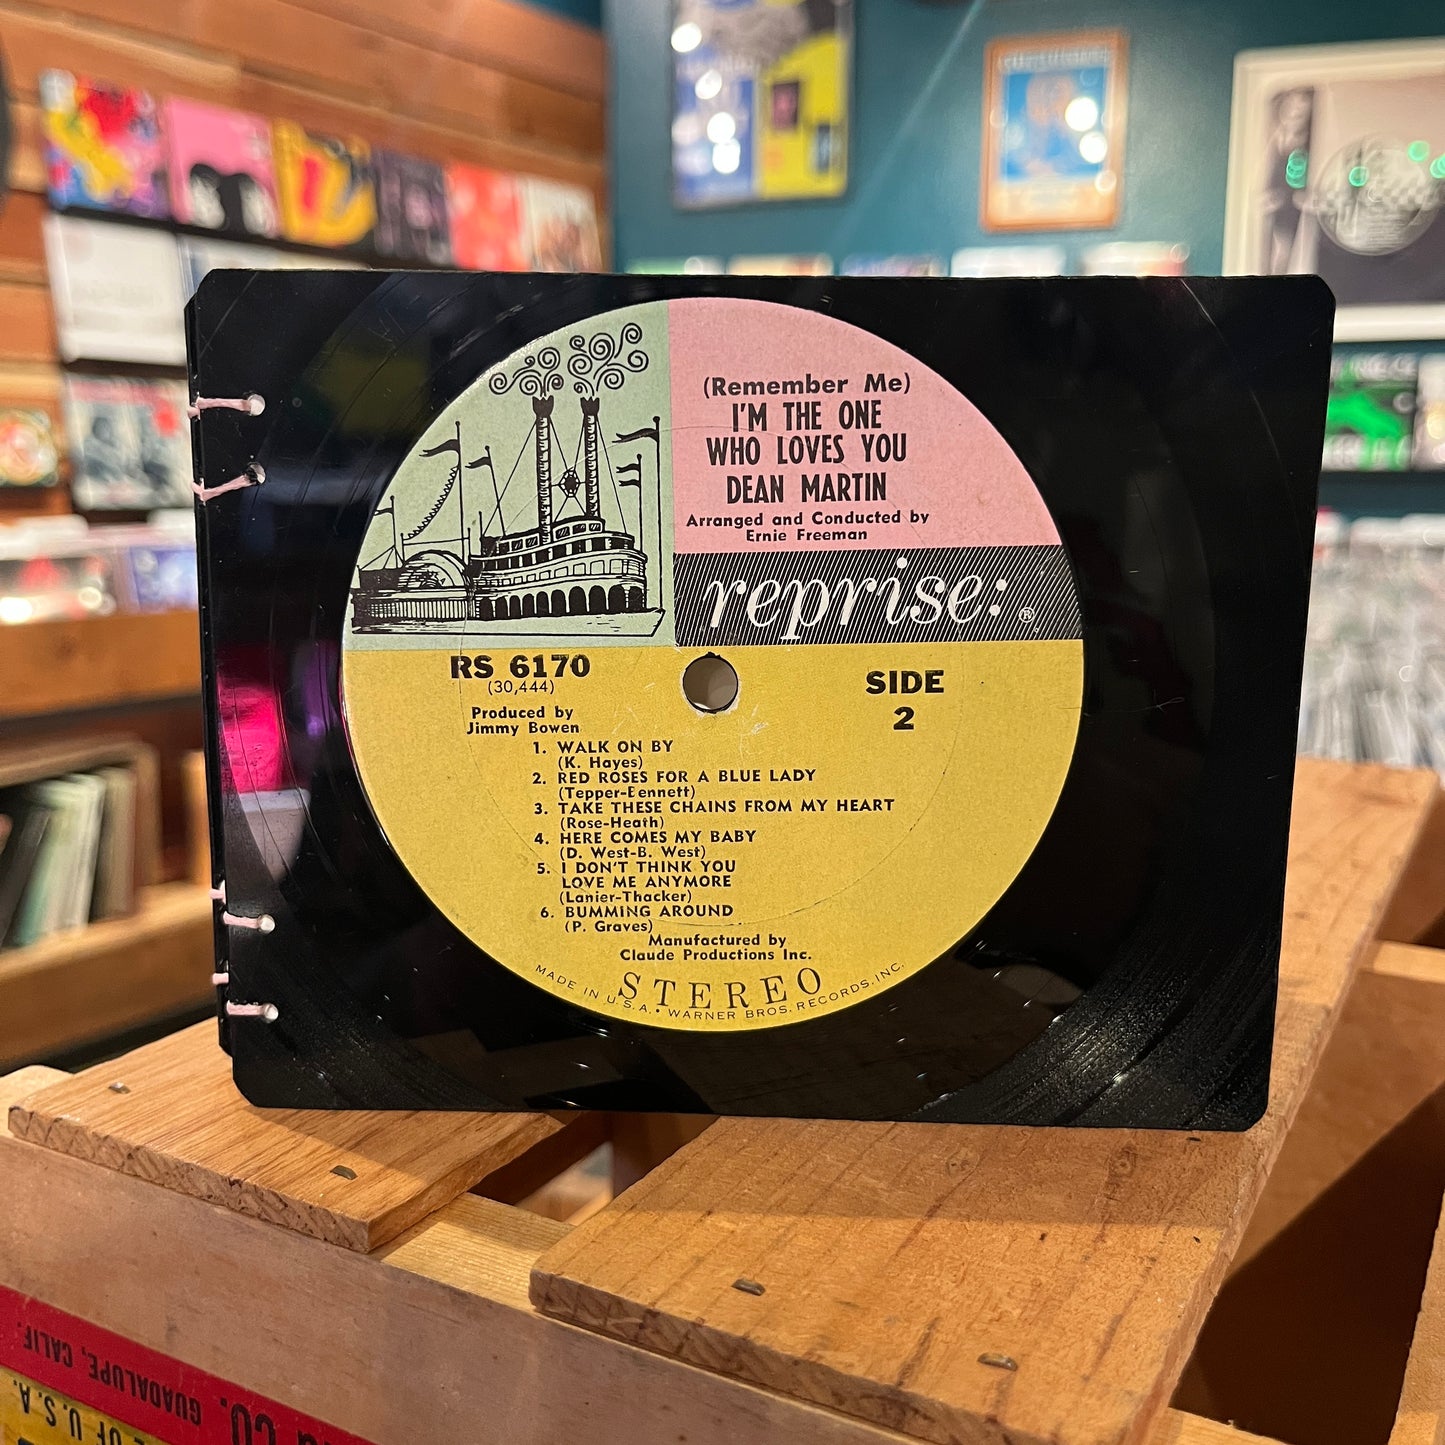 (Remember Me)
I'M THE ONE
WHO LOVES YOU
DEAN MARTIN
Arranged and Conducted by
Ernie Freeman
reprise: ®
RS 6170
(30,444)
SIDE
2
Produced by
Jimmy Bowen
1. WALK ON BY
(K. Hayes)
2. RED ROSES FOR A BLUE LADY
(Tepper-Bennett)
3. TAKE THESE CHAINS FROM MY HEART
(Rose-Heath)
4. HERE COMES MY BABY
(D. West-B. West)
5. I DON'T THINK YOU
LOVE ME ANYMORE
(Lanier-Thacker)
6. BUMMING AROUND
(P. Graves)
Manufactured by
Claude Productions Inc.
STEREO
MADE IN U.S.A. • WARNER BROS. RECORDS, INC.
GUADALUPE, CALIF.
CO.
OF U.S.A.